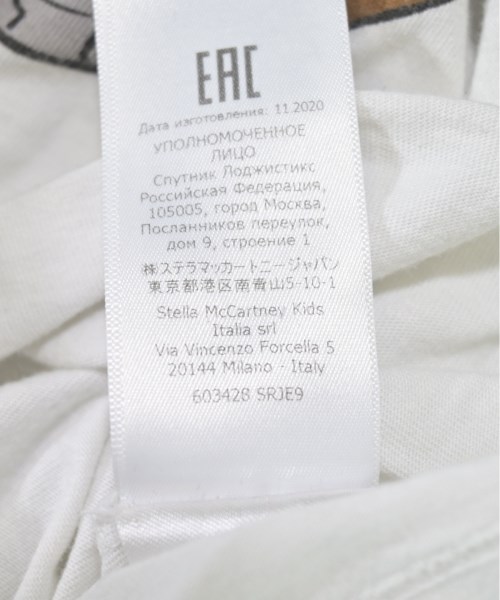 EAC
Дата изготовления: 11.2020
УПОЛНОМОЧЕННОЕ
ЛИЦО
Спутник Лоджистикс
Российская Федерация,
105005, город Москва,
Посланников переулок,
дом 9, строение 1
㈱ステラマッカートニージャパン
東京都港区南青山5-10-1
Stella McCartney Kids
Italia srl
Via Vincenzo Forcella 5
20144 Milano - Italy
603428 SRJE9